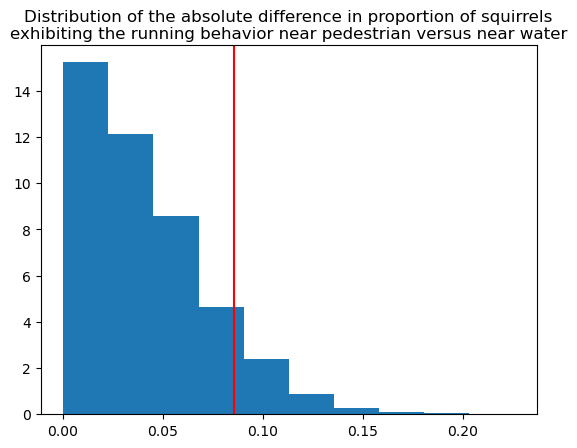 Distribution of the absolute difference in proportion of squirrels
exhibiting the running behavior near pedestrian versus near water
14
12
10
8
6
4
2
0
0.00 0.05 0.10 0.15 0.20